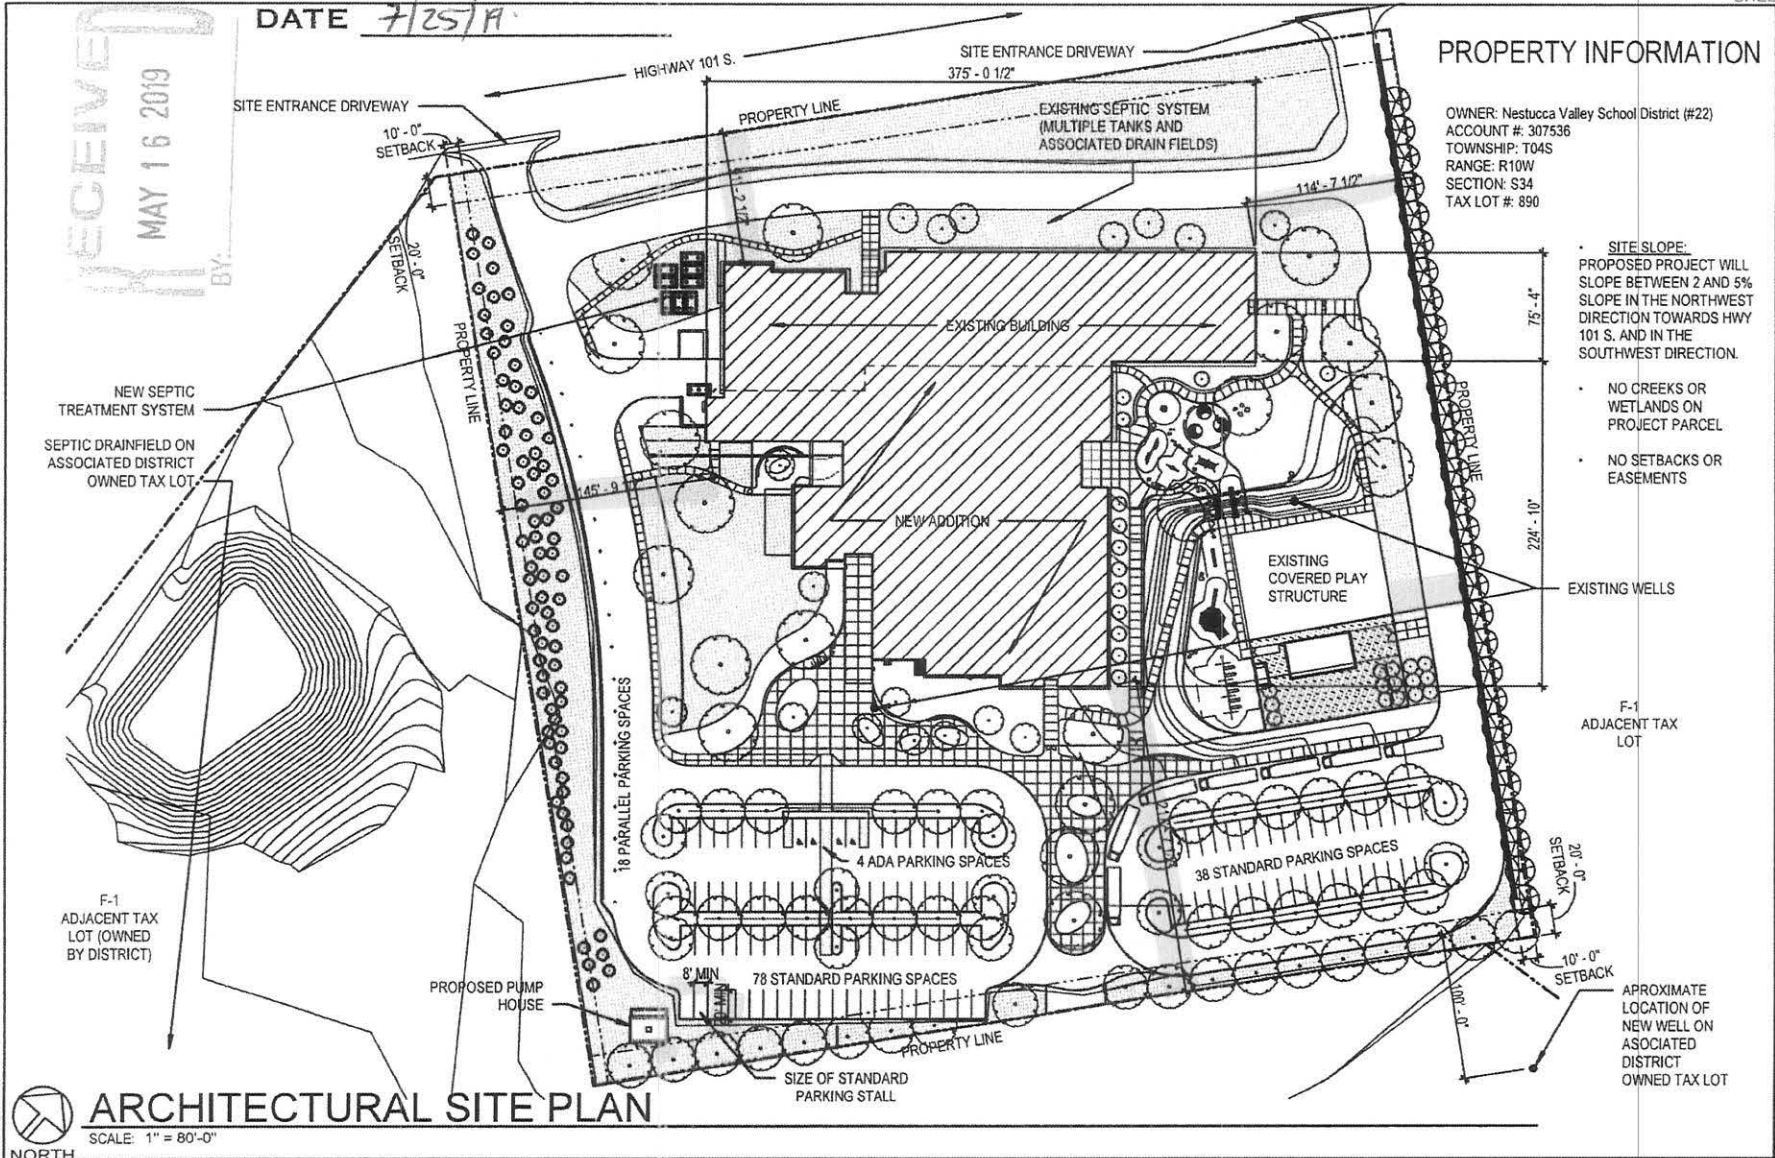 DATE 7/25/19
RECEIVED
MAY 16 2019
BY:
HIGHWAY 101 S.
SITE ENTRANCE DRIVEWAY
375' - 0 1/2"
PROPERTY LINE
SITE ENTRANCE DRIVEWAY
10' - 0"
SETBACK
EXISTING SEPTIC SYSTEM
(MULTIPLE TANKS AND
ASSOCIATED DRAIN FIELDS)
114' - 7 1/2"
PROPERTY INFORMATION
OWNER: Nestucca Valley School District (#22)
ACCOUNT #: 307536
TOWNSHIP: T04S
RANGE: R10W
SECTION: S34
TAX LOT #: 890
• SITE SLOPE:
PROPOSED PROJECT WILL
SLOPE BETWEEN 2 AND 5%
SLOPE IN THE NORTHWEST
DIRECTION TOWARDS HWY
101 S. AND IN THE
SOUTHWEST DIRECTION.
• NO CREEKS OR
WETLANDS ON
PROJECT PARCEL
• NO SETBACKS OR
EASEMENTS
20' - 0"
SETBACK
PROPERTY LINE
EXISTING BUILDING
75' - 4"
NEW SEPTIC
TREATMENT SYSTEM
SEPTIC DRAINFIELD ON
ASSOCIATED DISTRICT
OWNED TAX LOT
PROPERTY LINE
NEW ADDITION
224' - 10"
EXISTING
COVERED PLAY
STRUCTURE
EXISTING WELLS
F-1
ADJACENT TAX
LOT
18 PARALLEL PARKING SPACES
4 ADA PARKING SPACES
38 STANDARD PARKING SPACES
20' - 0"
SETBACK
F-1
ADJACENT TAX
LOT (OWNED
BY DISTRICT)
8' MIN
78 STANDARD PARKING SPACES
PROPOSED PUMP
HOUSE
10' - 0"
SETBACK
100' - 0"
PROPERTY LINE
APROXIMATE
LOCATION OF
NEW WELL ON
ASOCIATED
DISTRICT
OWNED TAX LOT
SIZE OF STANDARD
PARKING STALL
ARCHITECTURAL SITE PLAN
SCALE: 1" = 80'-0"
NORTH